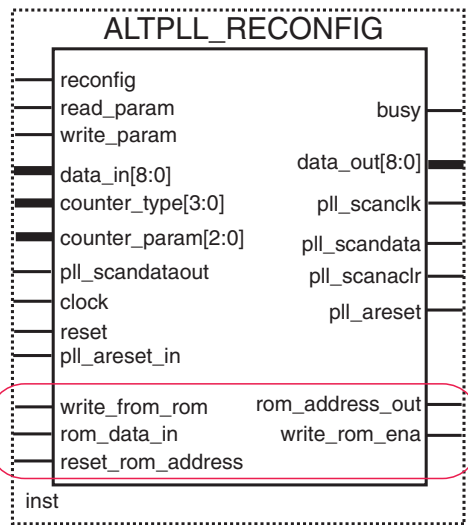 ALTPLL_RECONFIG
reconfig
read_param
write_param
data_in[8:0]
counter_type[3:0]
counter_param[2:0]
pll_scandataout
clock
reset
pll_areset_in
write_from_rom
rom_data_in
reset_rom_address
busy
data_out[8:0]
pll_scanclk
pll_scandata
pll_scanaclr
pll_areset
rom_address_out
write_rom_ena
inst